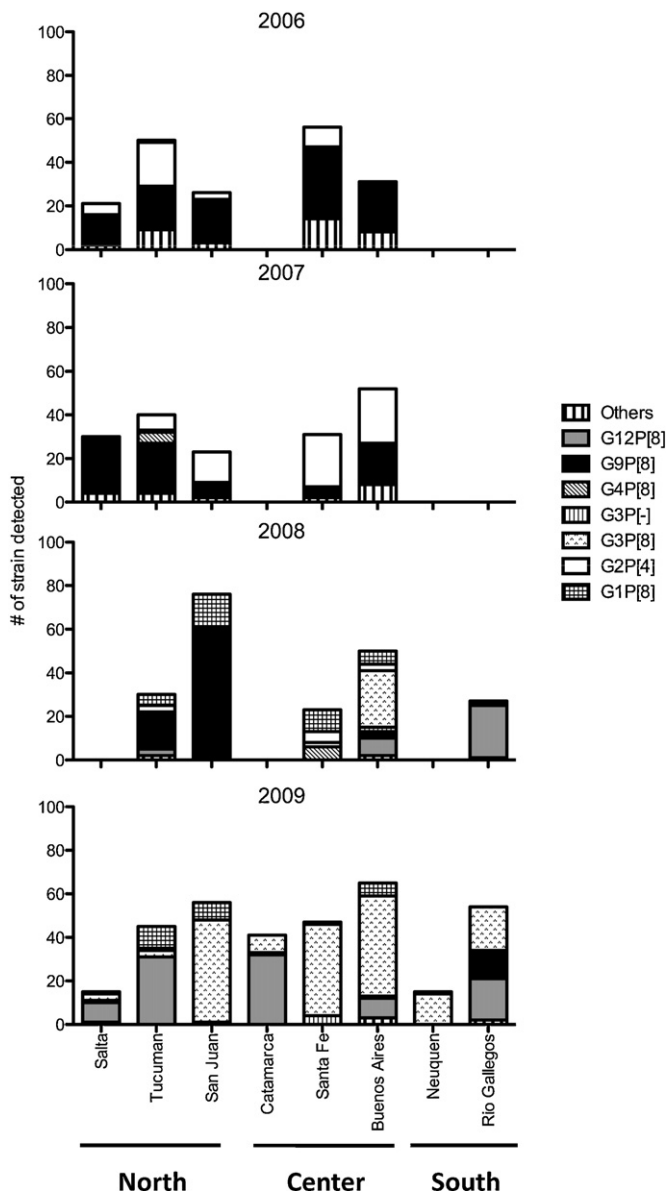 2006
100
80
60
40
20
0
2007
100
80
60
40
20
0
2008
100
80
60
40
20
0
2009
100
80
60
40
20
0
# of strain detected
Others
G12P[8]
G9P[8]
G4P[8]
G3P[-]
G3P[8]
G2P[4]
G1P[8]
Salta
Tucuman
San Juan
Catamarca
Santa Fe
Buenos Aires
Neuquen
Rio Gallegos
North
Center
South